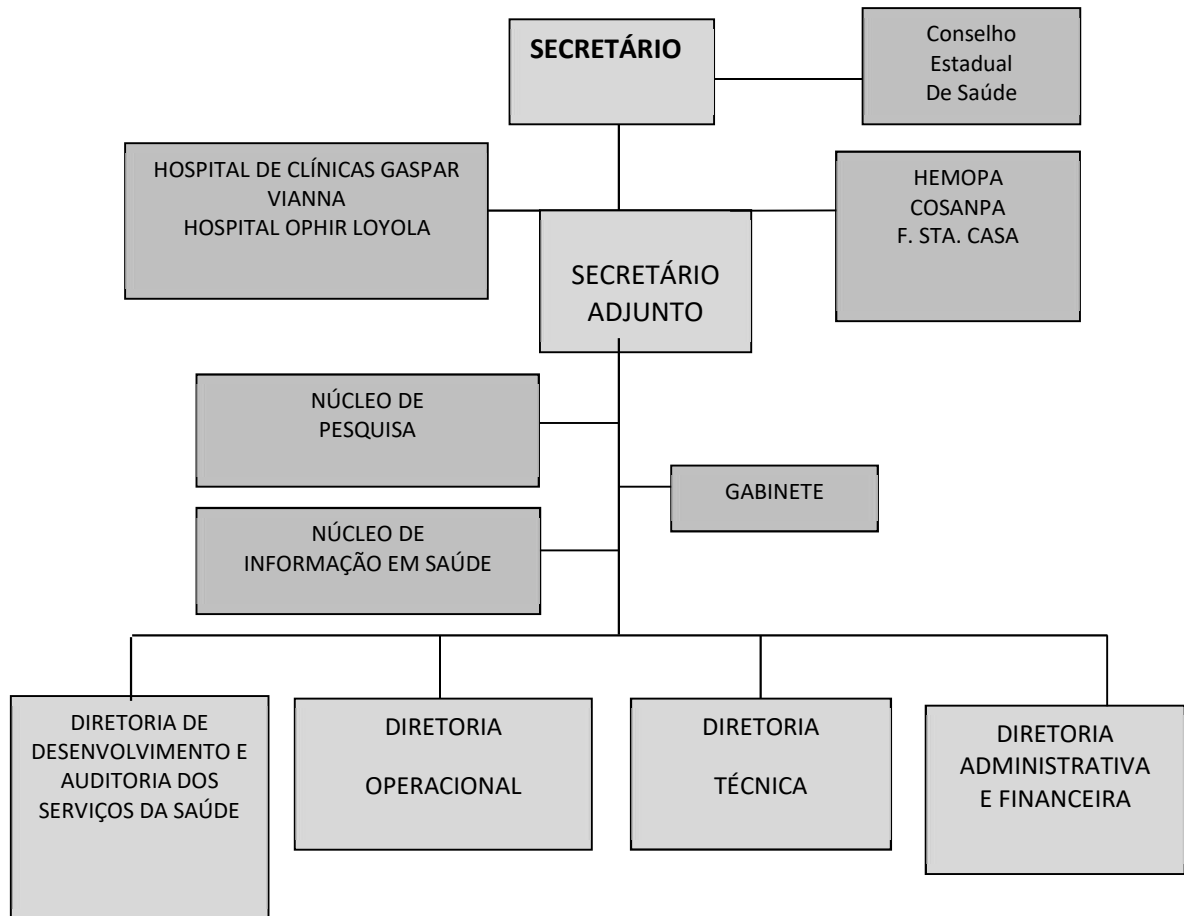 SECRETÁRIO
Conselho
Estadual
De Saúde
HOSPITAL DE CLÍNICAS GASPAR
VIANNA
HOSPITAL OPHIR LOYOLA
HEMOPA
COSANPA
F. STA. CASA
SECRETÁRIO
ADJUNTO
NÚCLEO DE
PESQUISA
GABINETE
NÚCLEO DE
INFORMAÇÃO EM SAÚDE
DIRETORIA DE
DESENVOLVIMENTO E
AUDITORIA DOS
SERVIÇOS DA SAÚDE
DIRETORIA
OPERACIONAL
DIRETORIA
TÉCNICA
DIRETORIA
ADMINISTRATIVA
E FINANCEIRA